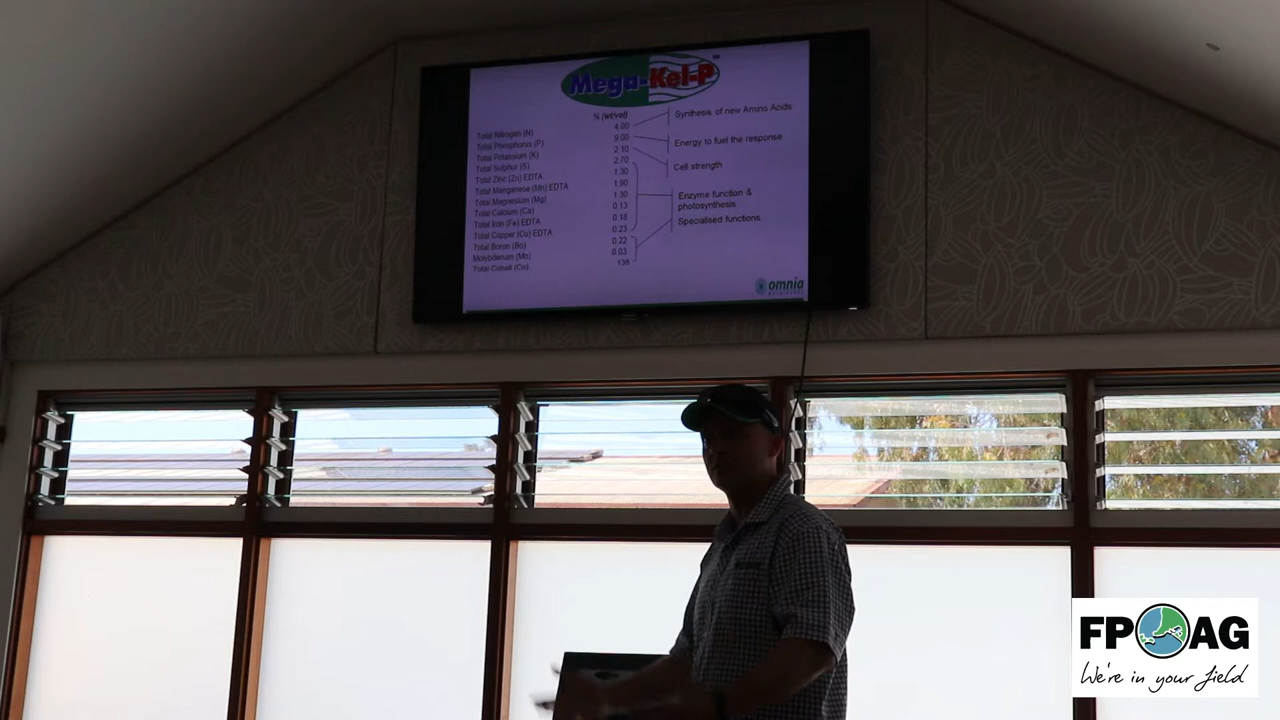 Mega-Kel-P™
% (wt/vol)
Total Nitrogen (N) 4.00 Synthesis of new Amino Acids
Total Phosphorus (P) 9.00 Energy to fuel the response
Total Potassium (K) 2.10 Cell strength
Total Sulphur (S) 2.70
Total Zinc (Zn) EDTA 1.30
Total Manganese (Mn) EDTA 1.90 Enzyme function &
Total Magnesium (Mg) 1.30 photosynthesis
Total Calcium (Ca) 0.13
Total Iron (Fe) EDTA 0.18 Specialised functions
Total Copper (Cu) EDTA 0.23
Total Boron (Bo) 0.22
Molybdenum (Mo) 0.03
Total Cobalt (Co) 138
omnia
FP AG
We're in your field